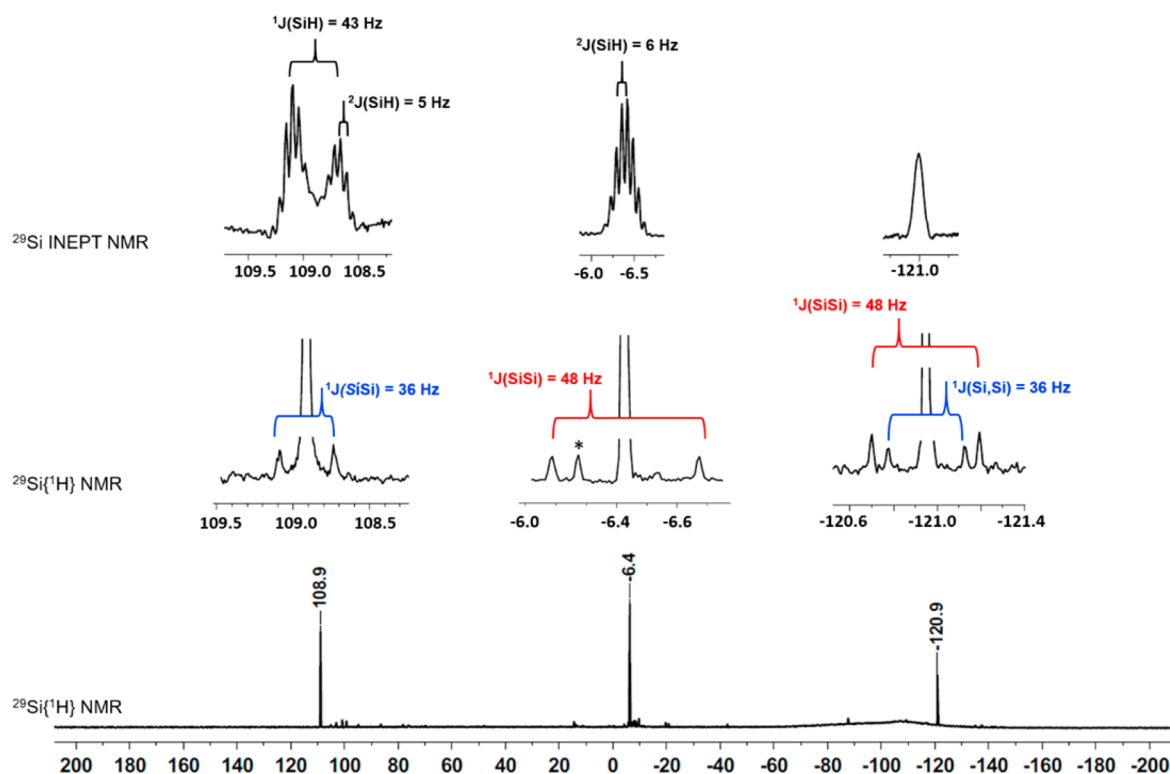 ¹J(SiH) = 43 Hz
²J(SiH) = 5 Hz
²J(SiH) = 6 Hz
²⁹Si INEPT NMR
109.5 109.0 108.5
-6.0 -6.5
-121.0
¹J(SiSi) = 48 Hz
¹J(SiSi) = 36 Hz
¹J(SiSi) = 48 Hz
¹J(Si,Si) = 36 Hz
*
²⁹Si{¹H} NMR
109.5 109.0 108.5
-6.0 -6.4 -6.6
-120.6 -121.0 -121.4
108.9
-6.4
-120.9
²⁹Si{¹H} NMR
200 180 160 140 120 100 80 60 40 20 0 -20 -40 -60 -80 -100 -120 -140 -160 -180 -200